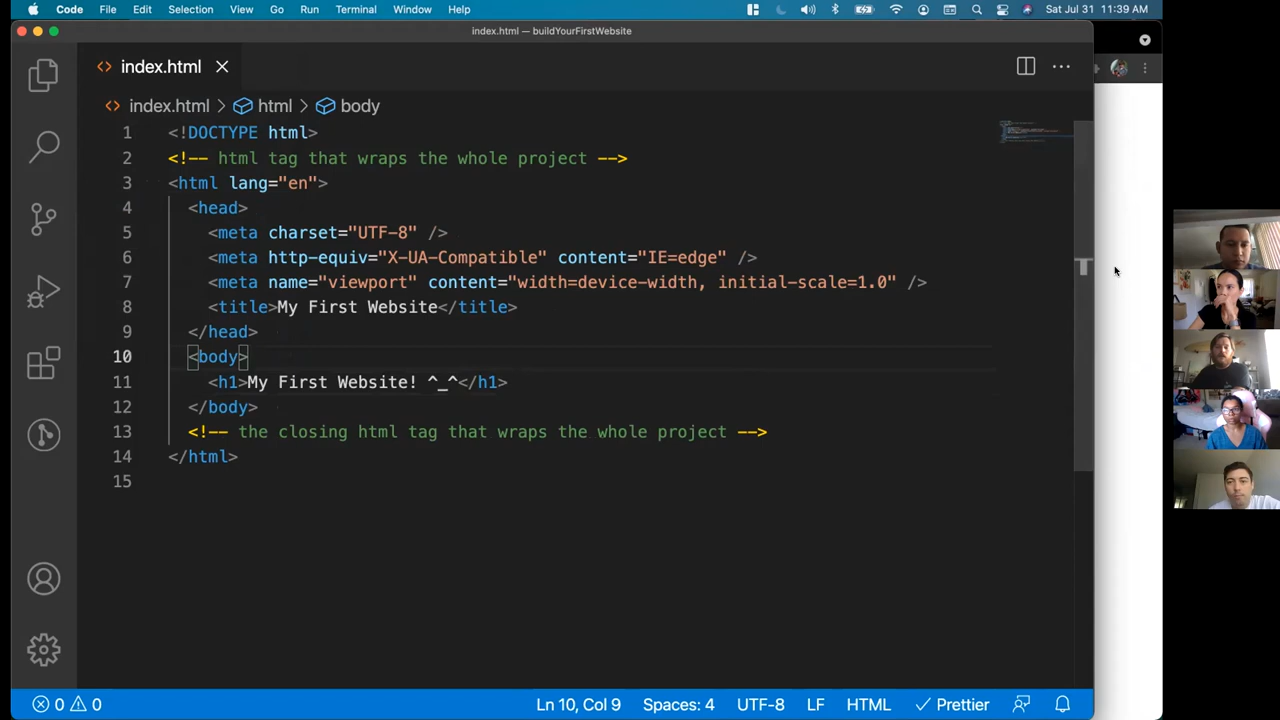 Code File Edit Selection View Go Run Terminal Window Help Sat Jul 31 11:39 AM
index.html — buildYourFirstWebsite
index.html
index.html > html > body
1 <!DOCTYPE html>
2 <!-- html tag that wraps the whole project -->
3 <html lang="en">
4 <head>
5 <meta charset="UTF-8" />
6 <meta http-equiv="X-UA-Compatible" content="IE=edge" />
7 <meta name="viewport" content="width=device-width, initial-scale=1.0" />
8 <title>My First Website</title>
9 </head>
10 <body>
11 <h1>My First Website! ^_^</h1>
12 </body>
13 <!-- the closing html tag that wraps the whole project -->
14 </html>
15
0 0 Ln 10, Col 9 Spaces: 4 UTF-8 LF HTML Prettier